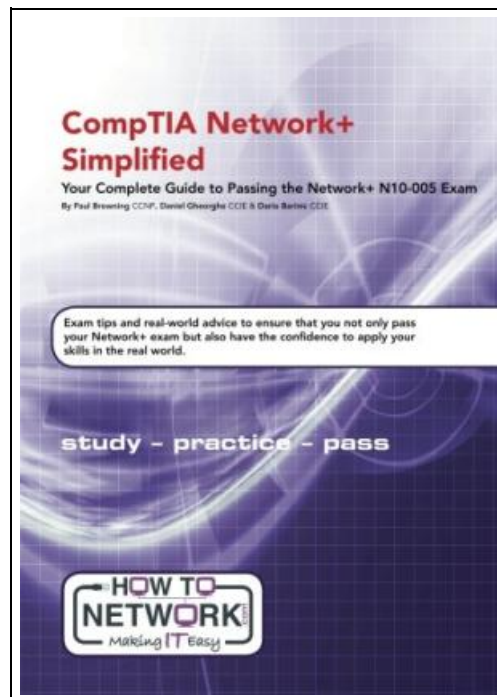 CompTIA Network+
Simplified
Your Complete Guide to Passing the Network+ N10-005 Exam
By Paul Browning CCNP, Daniel Gheorghe CCIE & Dario Barinic CCIE
Exam tips and real-world advice to ensure that you not only pass
your Network+ exam but also have the confidence to apply your
skills in the real world.
study - practice - pass
HOW TO
NETWORK.com
Making IT Easy